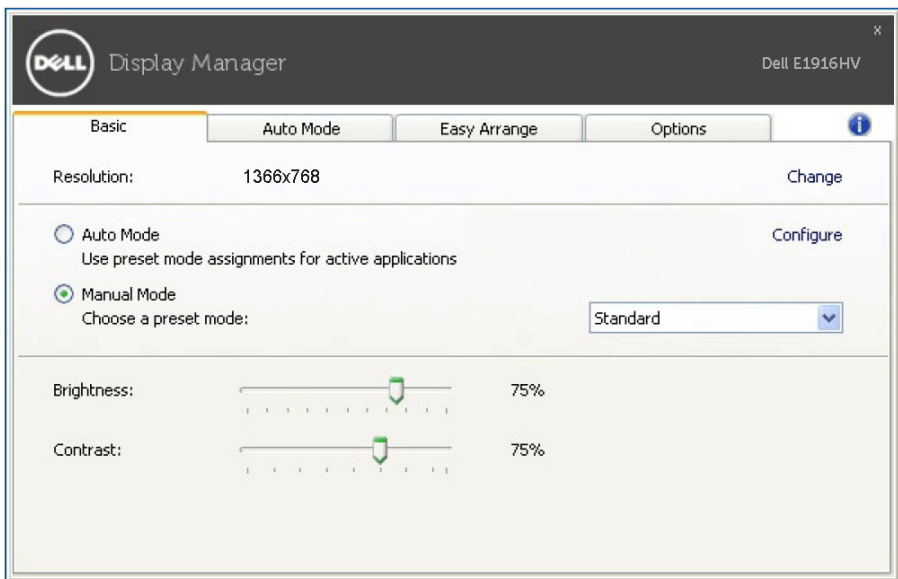 DELL Display Manager
x
Dell E1916HV
Basic Auto Mode Easy Arrange Options i
Resolution: 1366x768 Change
Auto Mode Configure
Use preset mode assignments for active applications
Manual Mode
Choose a preset mode: Standard
Brightness: 75%
Contrast: 75%